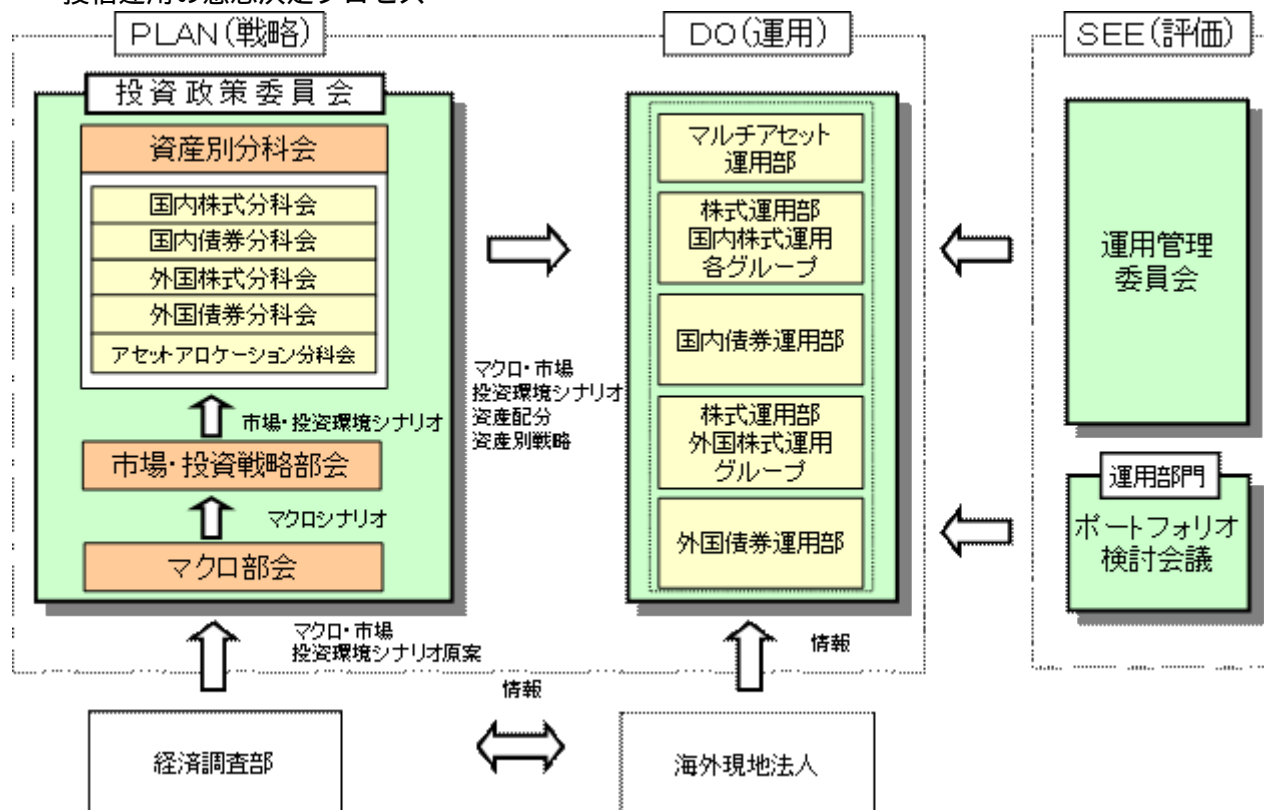 投信運用の意思決定プロセス
PLAN(戦略)
DO(運用)
SEE(評価)
投資政策委員会
資産別分科会
国内株式分科会
国内債券分科会
外国株式分科会
外国債券分科会
アセットアロケーション分科会
市場・投資環境シナリオ
市場・投資戦略部会
マクロシナリオ
マクロ部会
マクロ・市場
投資環境シナリオ
資産配分
資産別戦略
マルチアセット
運用部
株式運用部
国内株式運用
各グループ
国内債券運用部
株式運用部
外国株式運用
グループ
外国債券運用部
運用管理
委員会
運用部門
ポートフォリオ
検討会議
マクロ・市場
投資環境シナリオ原案
情報
情報
経済調査部
海外現地法人